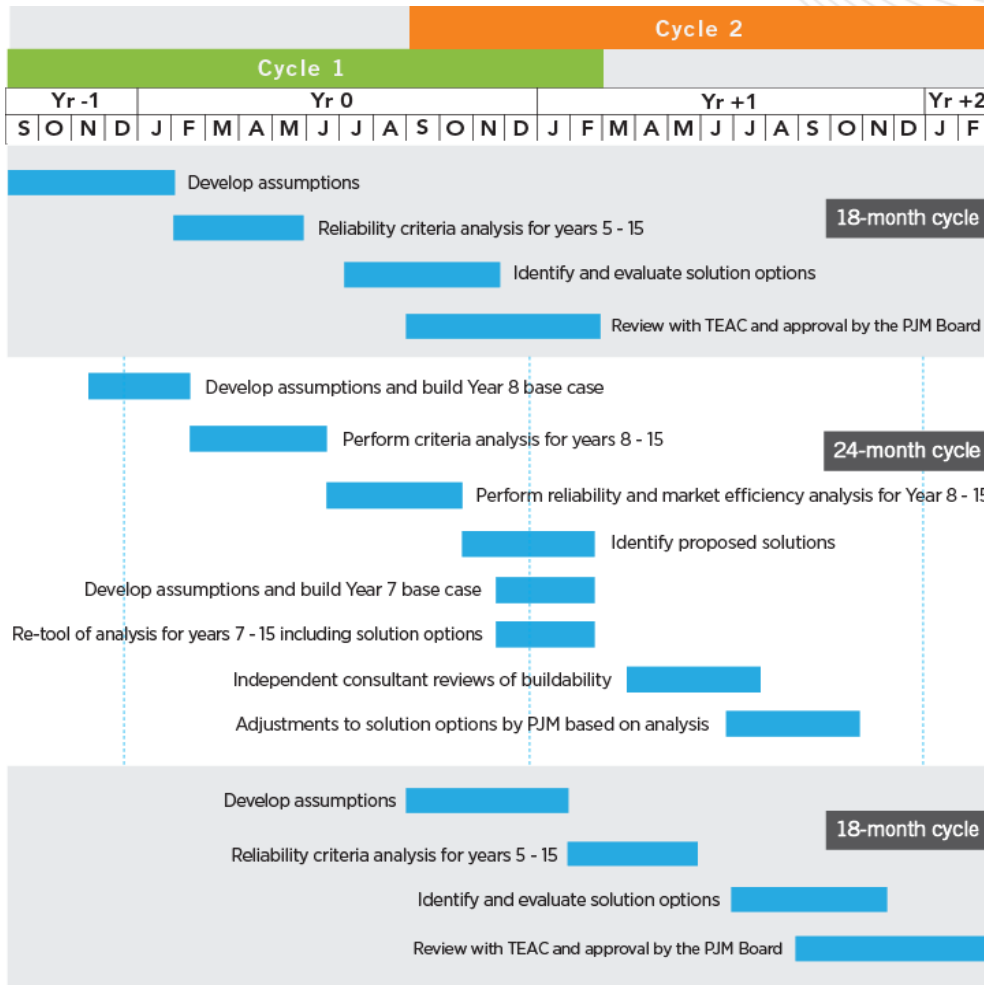 Cycle 2
Cycle 1
Yr -1 Yr 0 Yr +1 Yr +2
S O N D J F M A M J J A S O N D J F M A M J J A S O N D J F
Develop assumptions
18-month cycle
Reliability criteria analysis for years 5 - 15
Identify and evaluate solution options
Review with TEAC and approval by the PJM Board
Develop assumptions and build Year 8 base case
Perform criteria analysis for years 8 - 15
24-month cycle
Perform reliability and market efficiency analysis for Year 8 - 15
Identify proposed solutions
Develop assumptions and build Year 7 base case
Re-tool of analysis for years 7 - 15 including solution options
Independent consultant reviews of buildability
Adjustments to solution options by PJM based on analysis
Develop assumptions
18-month cycle
Reliability criteria analysis for years 5 - 15
Identify and evaluate solution options
Review with TEAC and approval by the PJM Board